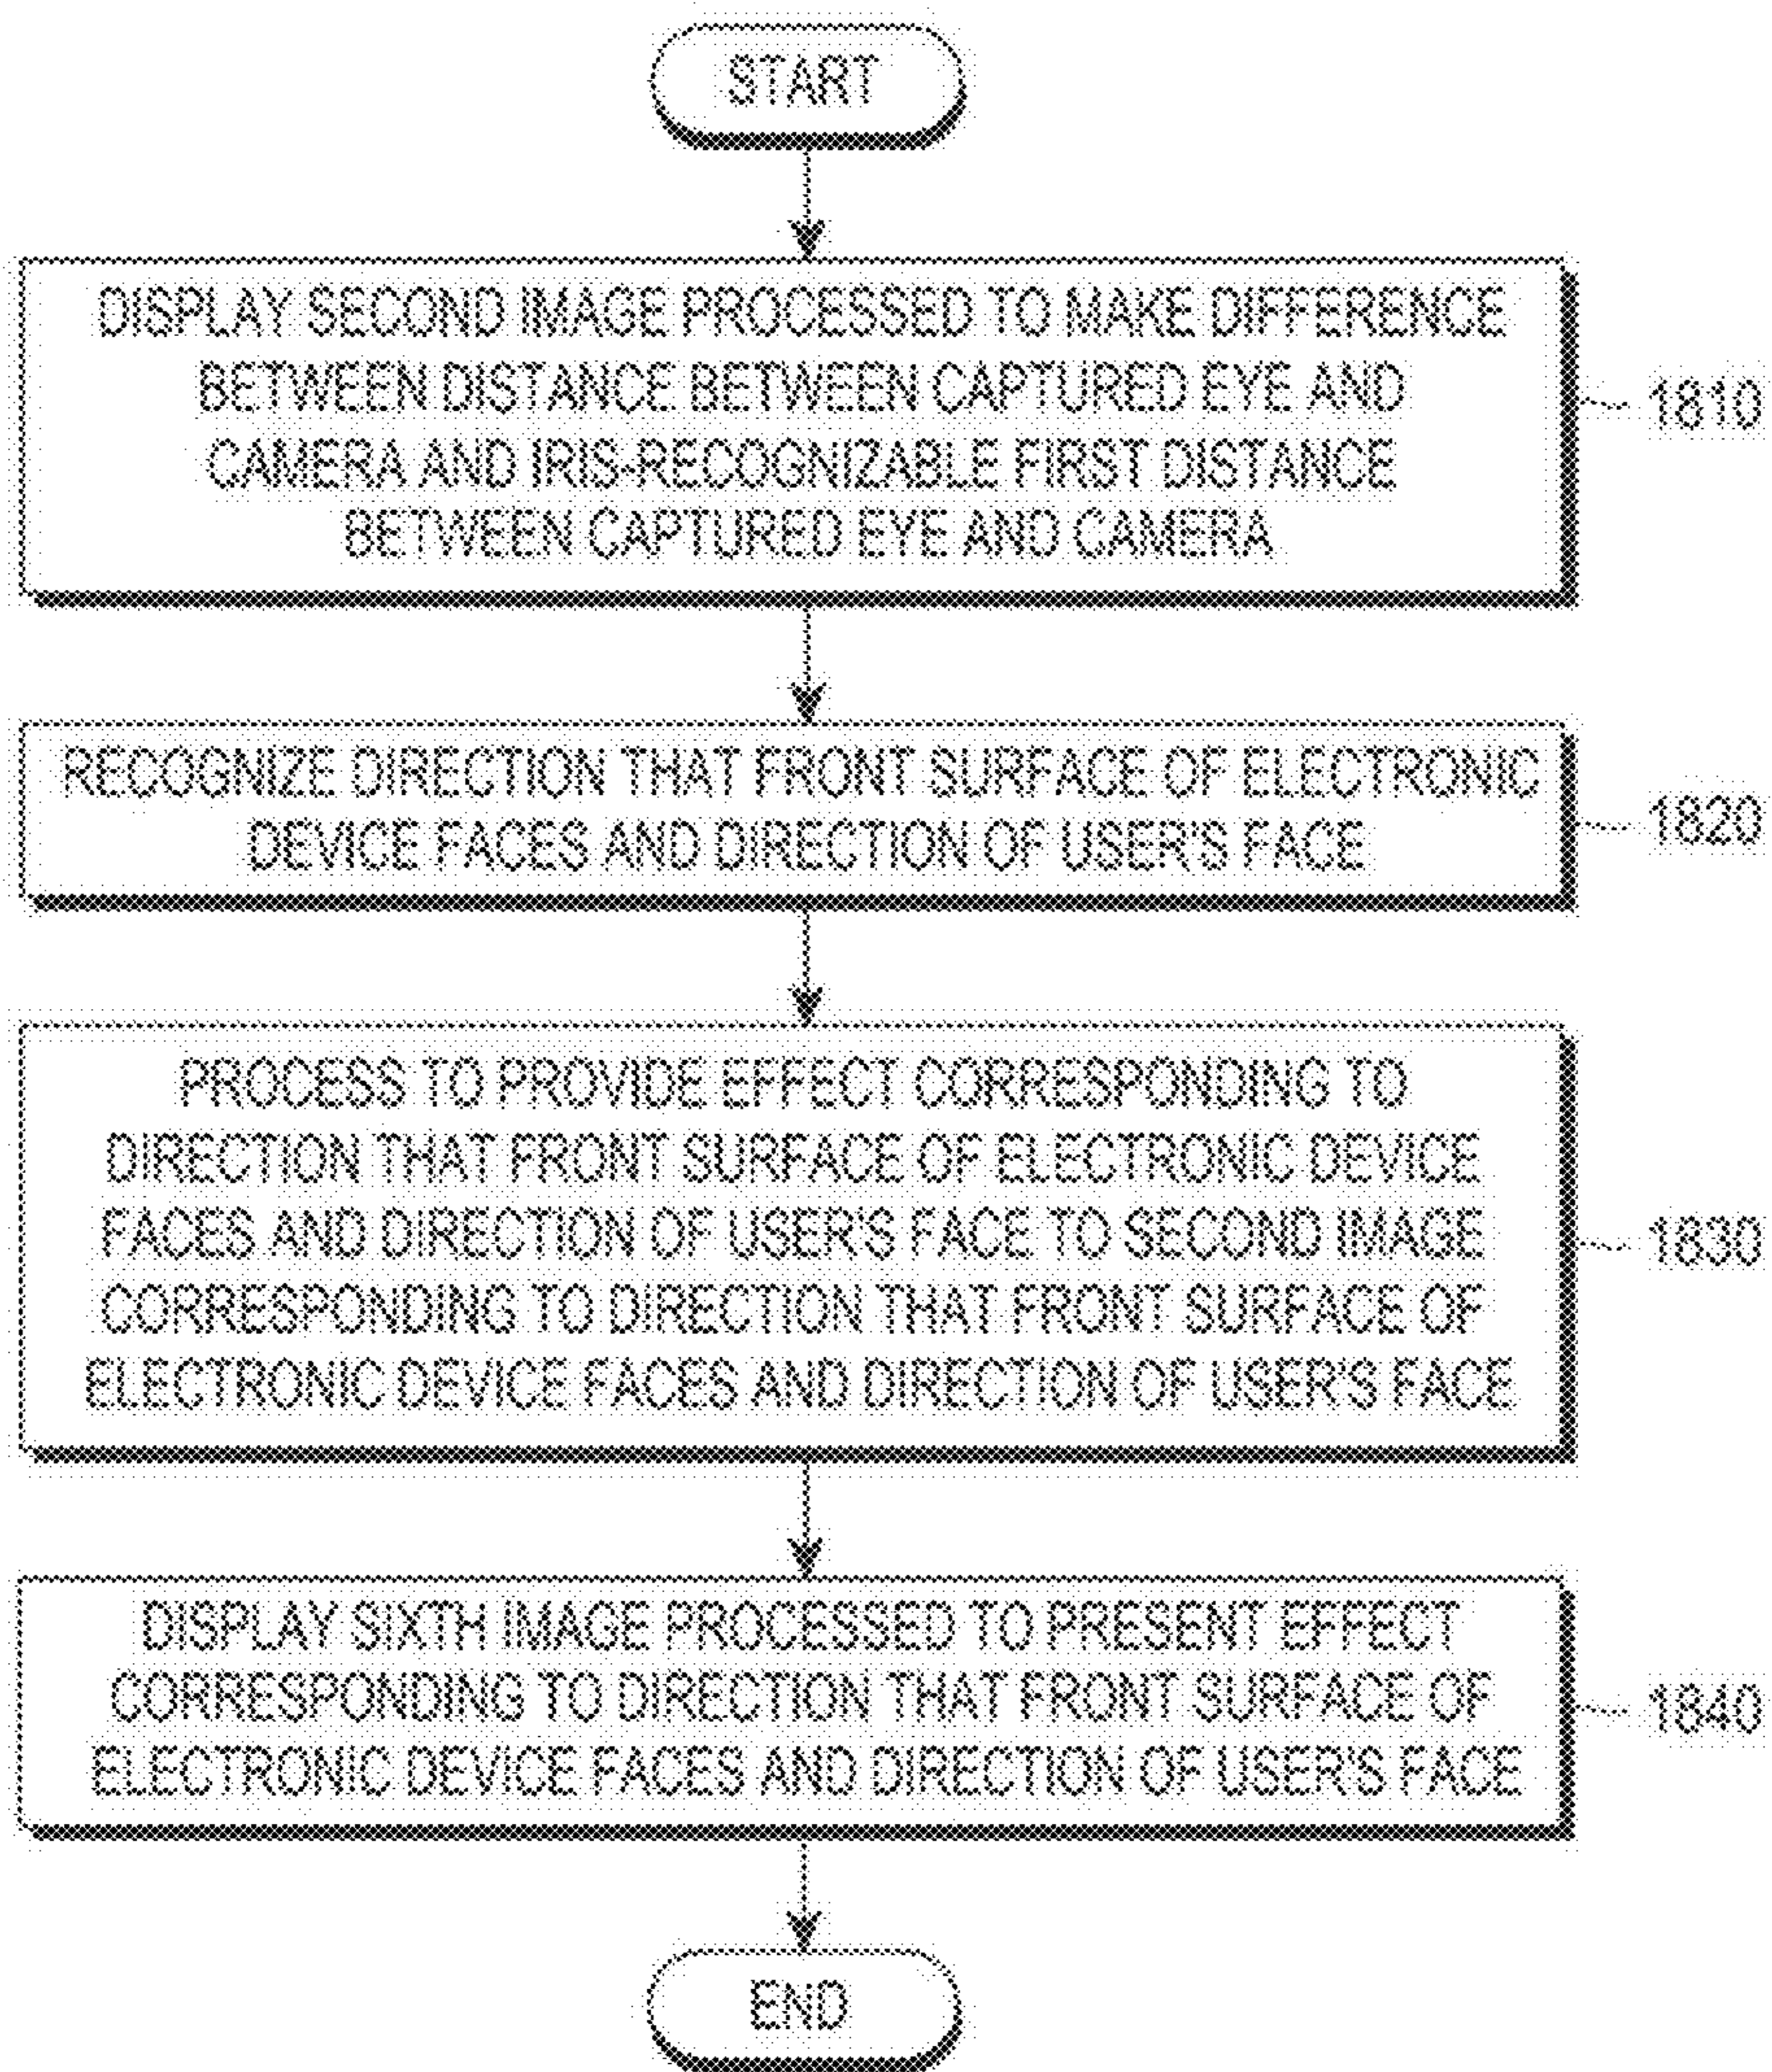 START
DISPLAY SECOND IMAGE PROCESSED TO MAKE DIFFERENCE
BETWEEN DISTANCE BETWEEN CAPTURED EYE AND
CAMERA AND IRIS-RECOGNIZABLE FIRST DISTANCE
BETWEEN CAPTURED EYE AND CAMERA
1810
RECOGNIZE DIRECTION THAT FRONT SURFACE OF ELECTRONIC
DEVICE FACES AND DIRECTION OF USER'S FACE
1820
PROCESS TO PROVIDE EFFECT CORRESPONDING TO
DIRECTION THAT FRONT SURFACE OF ELECTRONIC DEVICE
FACES AND DIRECTION OF USER'S FACE TO SECOND IMAGE
CORRESPONDING TO DIRECTION THAT FRONT SURFACE OF
ELECTRONIC DEVICE FACES AND DIRECTION OF USER'S FACE
1830
DISPLAY SIXTH IMAGE PROCESSED TO PRESENT EFFECT
CORRESPONDING TO DIRECTION THAT FRONT SURFACE OF
ELECTRONIC DEVICE FACES AND DIRECTION OF USER'S FACE
1840
END